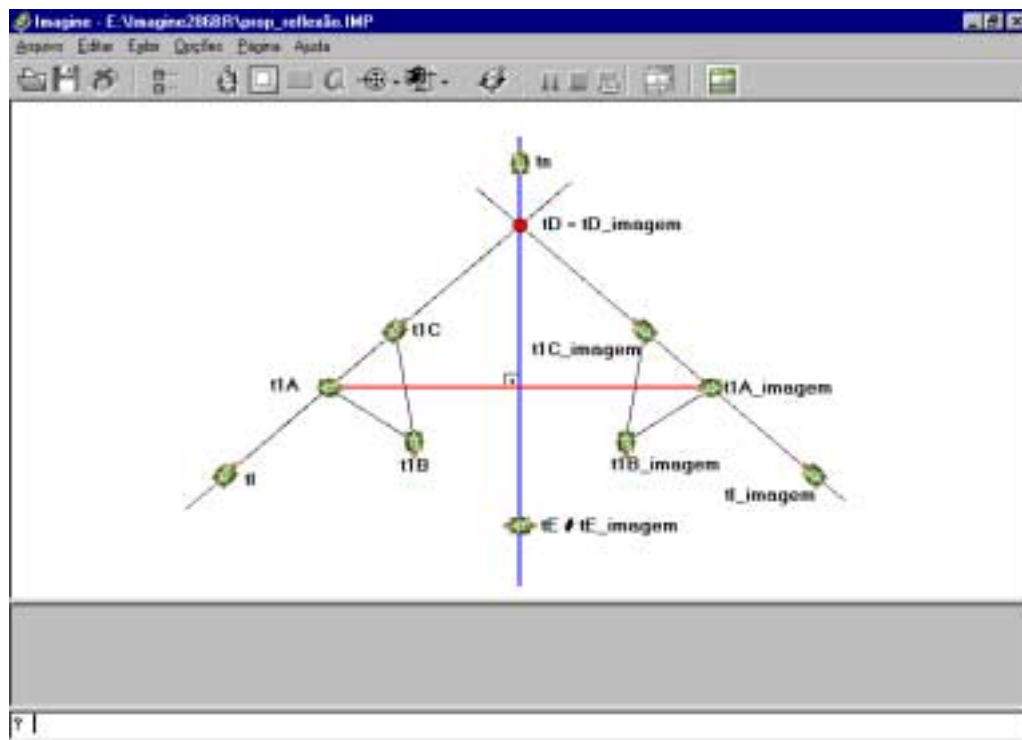 Imagine - E:\Imagine2868R\prop_reflexão.IMP
Arquivo Editar Exibir Opções Página Ajuda
tn
tD - tD_imagem
t1C
t1C_imagem
t1A
t1A_imagem
t1B
t1B_imagem
tl
tl_imagem
tE # tE_imagem
?